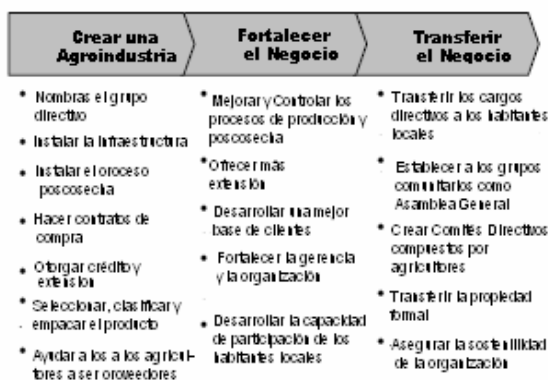 Crear una
Agroindustria
Nombras el grupo
directivo
Instalar la Infraestructura
Instalar el oroceso
poscosecha
Hacer contratos de
compra
Otorgar crédito y
extension
Seleccionar, clasificar y
empacar el producto
Ayudar a los a los agricul-
tores a ser oroveedores
Fortalecer
el Negocio
Mejorar y Controlar los
procesos de producción y
poscosecha
Ofrecer más
extensión
Desarrollar una mejor
base de clientes
Fortalecer la gerencia
y la organización
Desarrollar la capacidad
de participación de los
habitantes locales
Transferir
el Negocio
Transferir los cargos
directivos a los habitantes
locales
Establecer a los grupos
comunitarios como
Asamblea General
Crear Comités Directivos
compuestos por
agricultores
Transferir la propiedad
formal
Asegurar la sostenilidad
de la organización